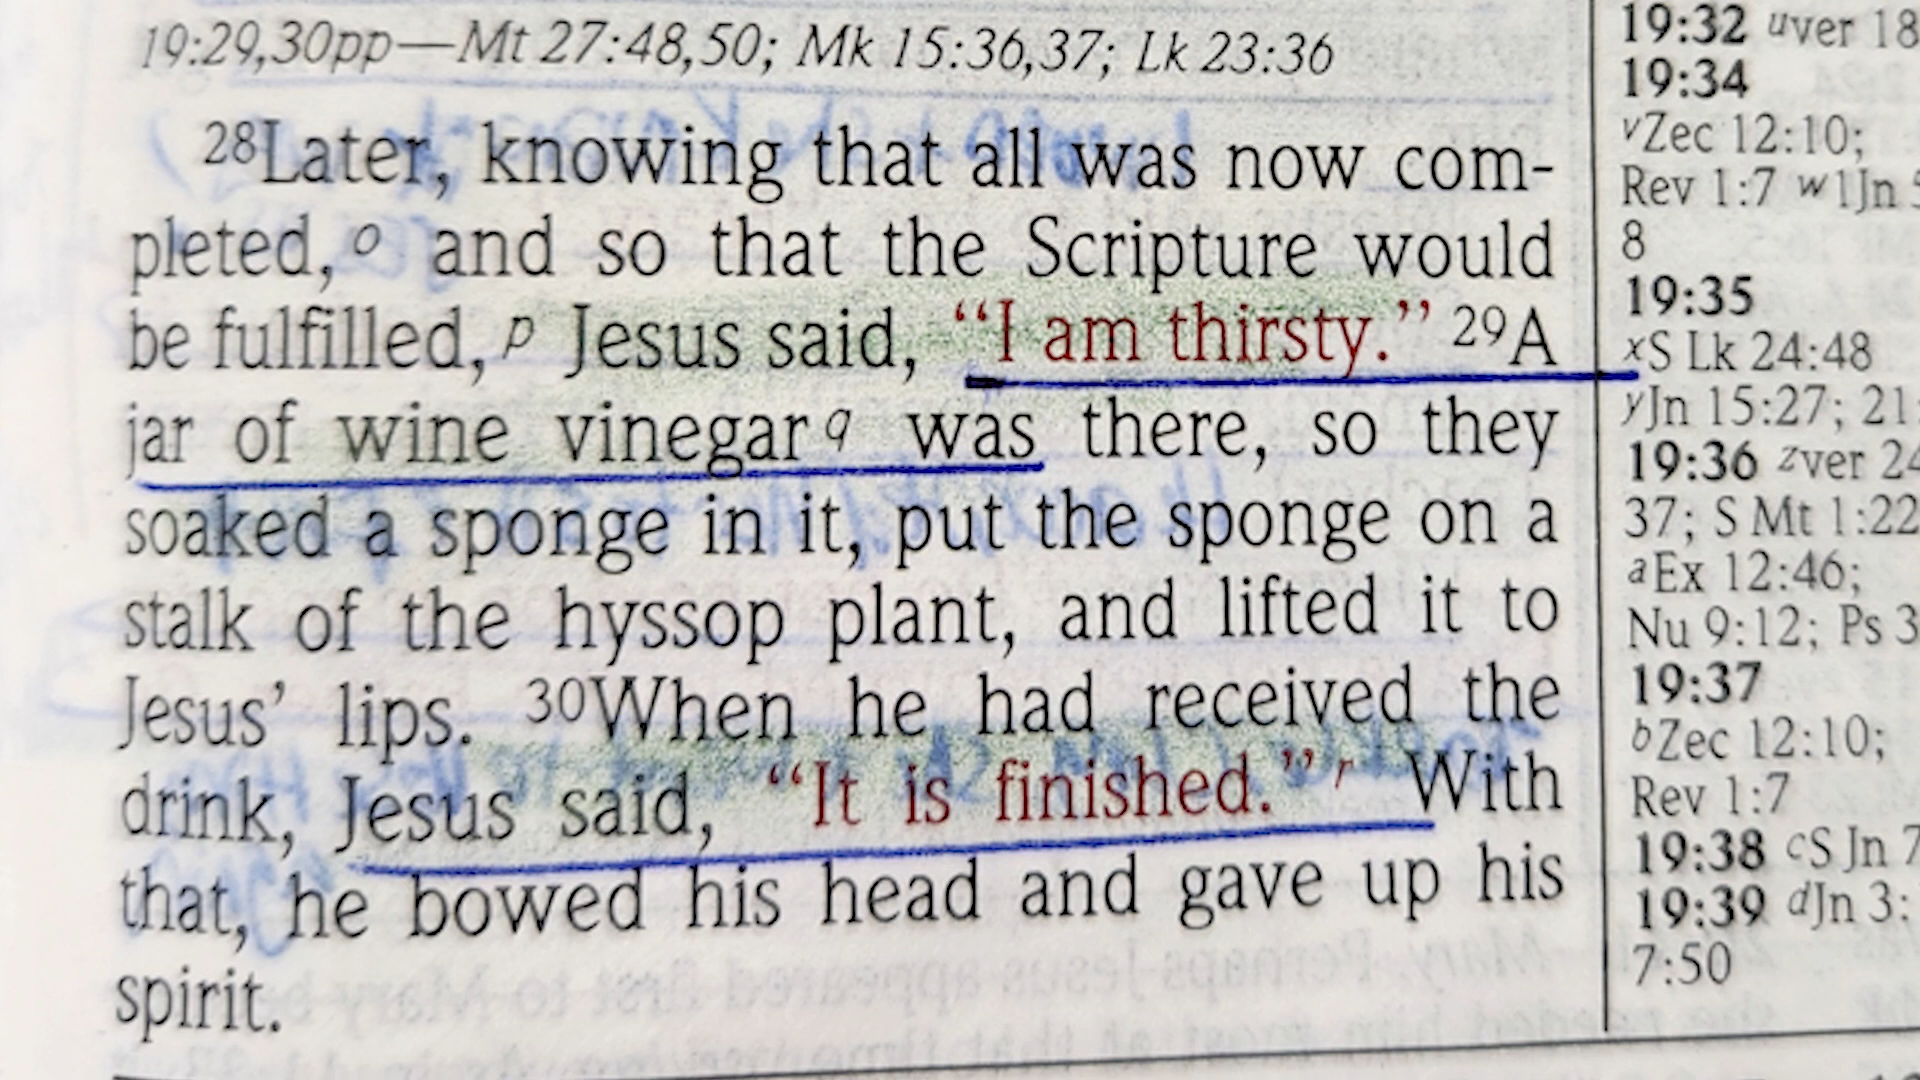 19:29,30pp—Mt 27:48,50; Mk 15:36,37; Lk 23:36
28Later, knowing that all was now com-
pleted,o and so that the Scripture would
be fulfilled,p Jesus said, “I am thirsty.” 29A
jar of wine vinegarq was there, so they
soaked a sponge in it, put the sponge on a
stalk of the hyssop plant, and lifted it to
Jesus’ lips. 30When he had received the
drink, Jesus said, “It is finished.”r With
that, he bowed his head and gave up his
spirit.
19:32 uver 18
19:34
vZec 12:10;
Rev 1:7 w1Jn
8
19:35
xS Lk 24:48
yJn 15:27; 21:
19:36 zver 24
37; S Mt 1:22
aEx 12:46;
Nu 9:12; Ps 3
19:37
bZec 12:10;
Rev 1:7
19:38 cS Jn 7
19:39 dJn 3:
7:50